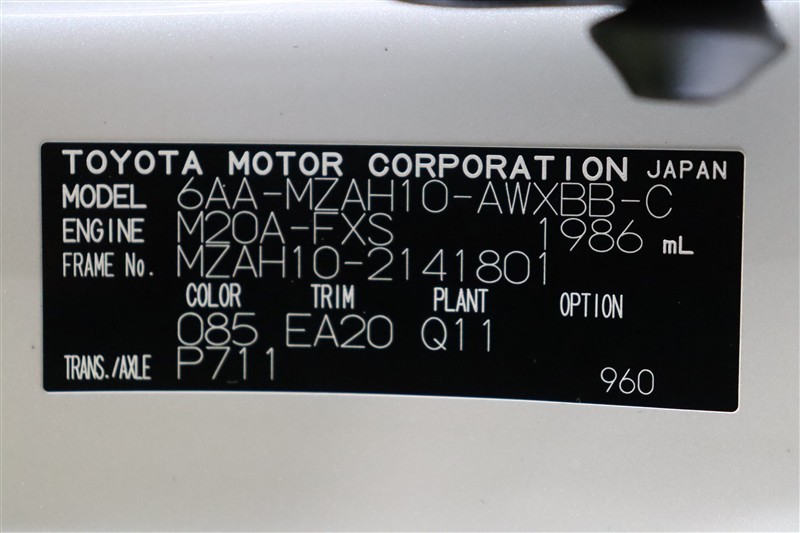 TOYOTA MOTOR CORPORATION JAPAN
MODEL 6AA-MZAH10-AWXBB-C
ENGINE M20A-FXS 1986 mL
FRAME No. MZAH10-2141801
COLOR TRIM PLANT OPTION
085 EA20 Q11
TRANS./AXLE P711
960